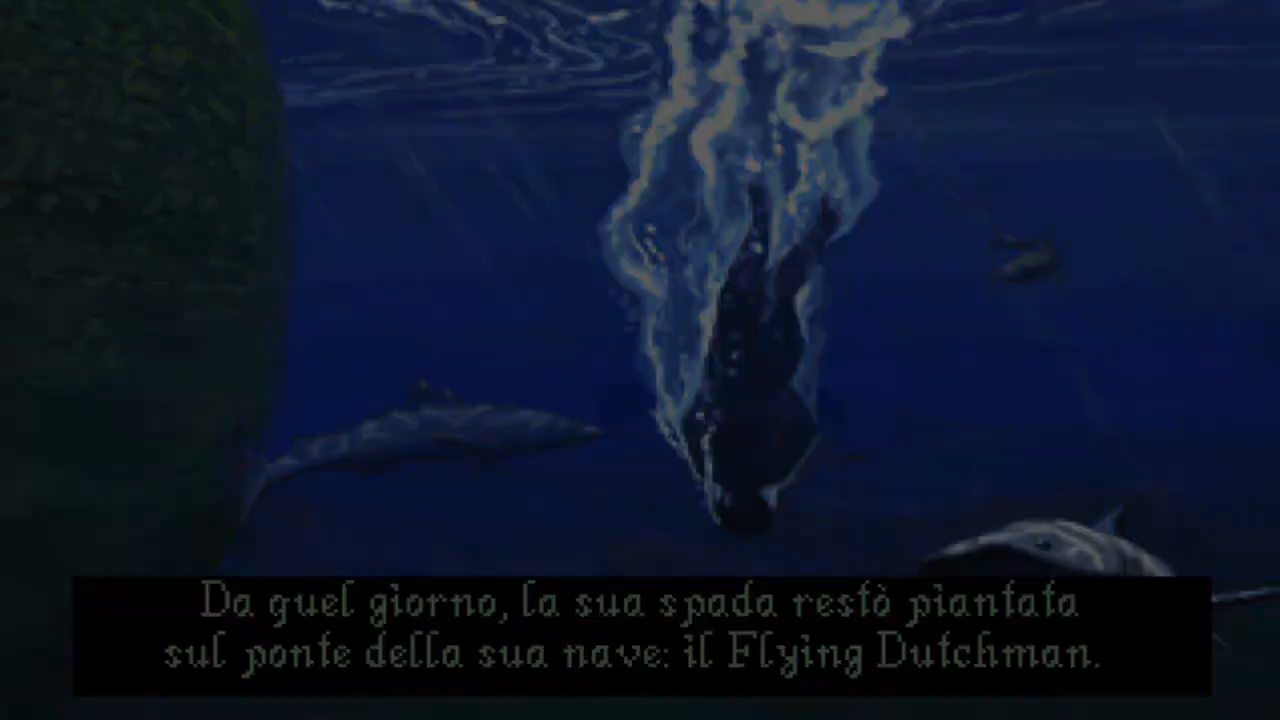 Da quel giorno, la sua spada restò piantata
sul ponte della sua nave: il Flying Dutchman.